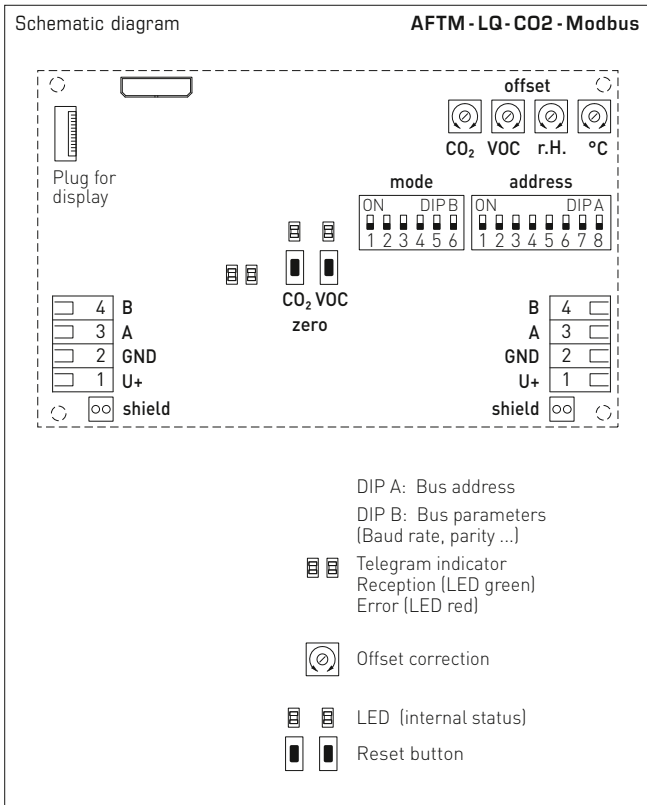 Schematic diagram AFTM-LQ-CO2-Modbus
offset
CO₂ VOC r.H. °C
Plug for
display
mode address
ON DIP B ON DIP A
1 2 3 4 5 6 1 2 3 4 5 6 7 8
CO₂ VOC
zero
4 B B 4
3 A A 3
2 GND GND 2
1 U+ U+ 1
shield shield
DIP A: Bus address
DIP B: Bus parameters
(Baud rate, parity ...)
Telegram indicator
Reception (LED green)
Error (LED red)
Offset correction
LED (internal status)
Reset button